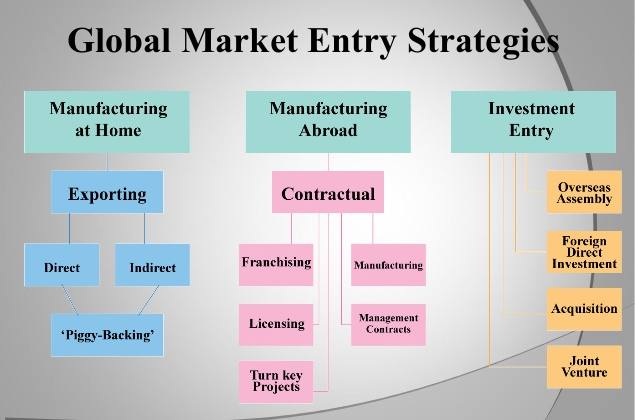 Global Market Entry Strategies
Manufacturing
at Home
Manufacturing
Abroad
Investment
Entry
Exporting
Contractual
Overseas
Assembly
Direct
Indirect
Franchising
Manufacturing
Foreign
Direct
Investment
‘Piggy-Backing’
Licensing
Management
Contracts
Acquisition
Turn key
Projects
Joint
Venture